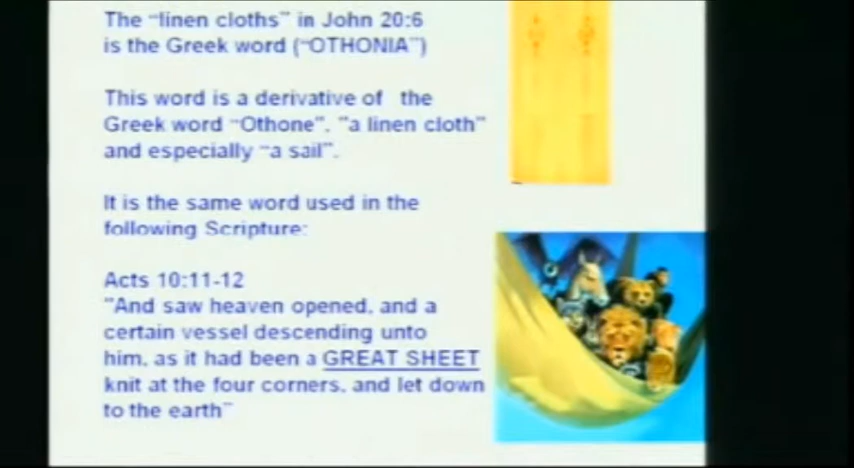 The "linen cloths" in John 20:6
is the Greek word ("OTHONIA")
This word is a derivative of the
Greek word "Othone". "a linen cloth"
and especially "a sail".
It is the same word used in the
following Scripture:
Acts 10:11-12
"And saw heaven opened, and a
certain vessel descending unto
him, as it had been a GREAT SHEET
knit at the four corners, and let down
to the earth"